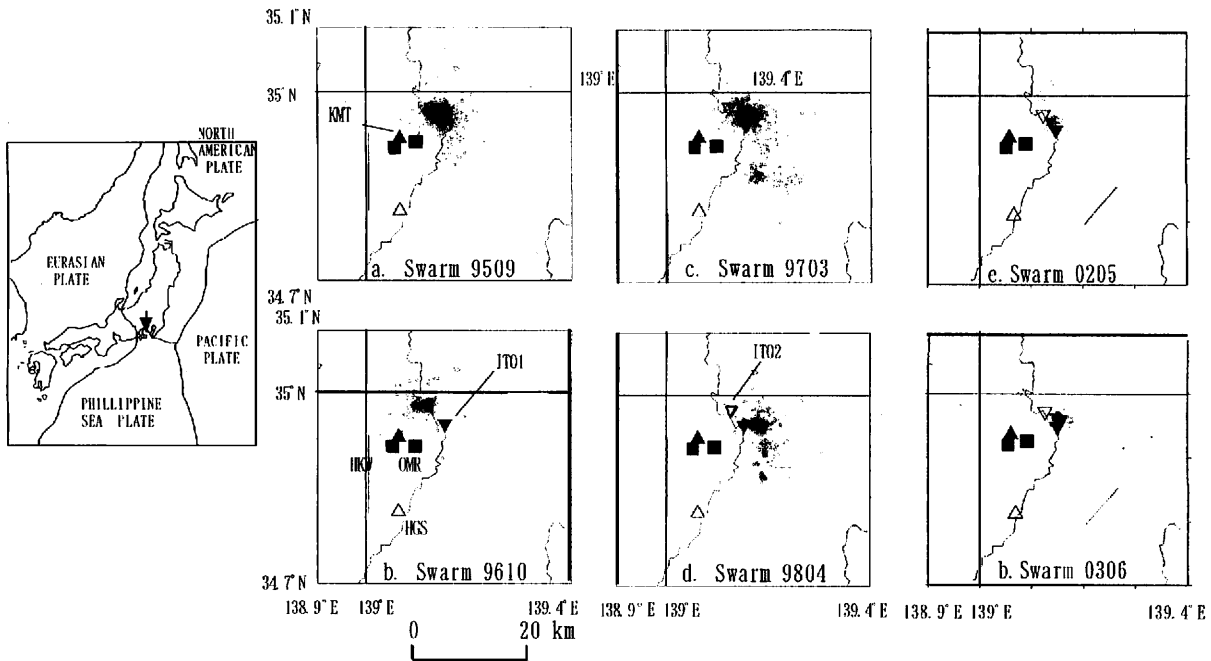 35.1°N
35°N
KMT
34.7°N
a. Swarm 9509
139°E
139.4°E
c. Swarm 9703
e. Swarm 0205
NORTH
AMERICAN
PLATE
EURASIAN
PLATE
PACIFIC
PLATE
PHILLIPPINE
SEA PLATE
35.1°N
35°N
ITO1
HKW
OMR
HGS
34.7°N
b. Swarm 9610
ITO2
d. Swarm 9804
b. Swarm 0306
138.9°E
139°E
139.4°E
138.9°E
139°E
139.4°E
138.9°E
139°E
139.4°E
0
20 km